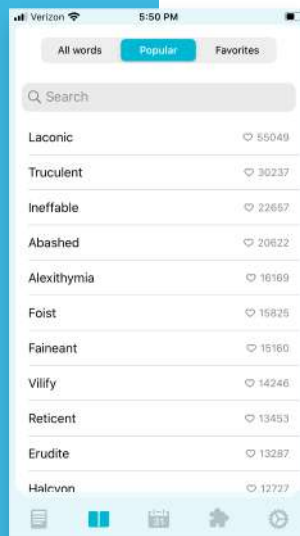 Verizon 5:50 PM
All words Popular Favorites
Search
Laconic 55049
Truculent 30237
Ineffable 22657
Abashed 20622
Alexithymia 16169
Foist 15825
Faineant 15160
Vilify 14246
Reticent 13453
Erudite 13287
Halcyon 12727
31